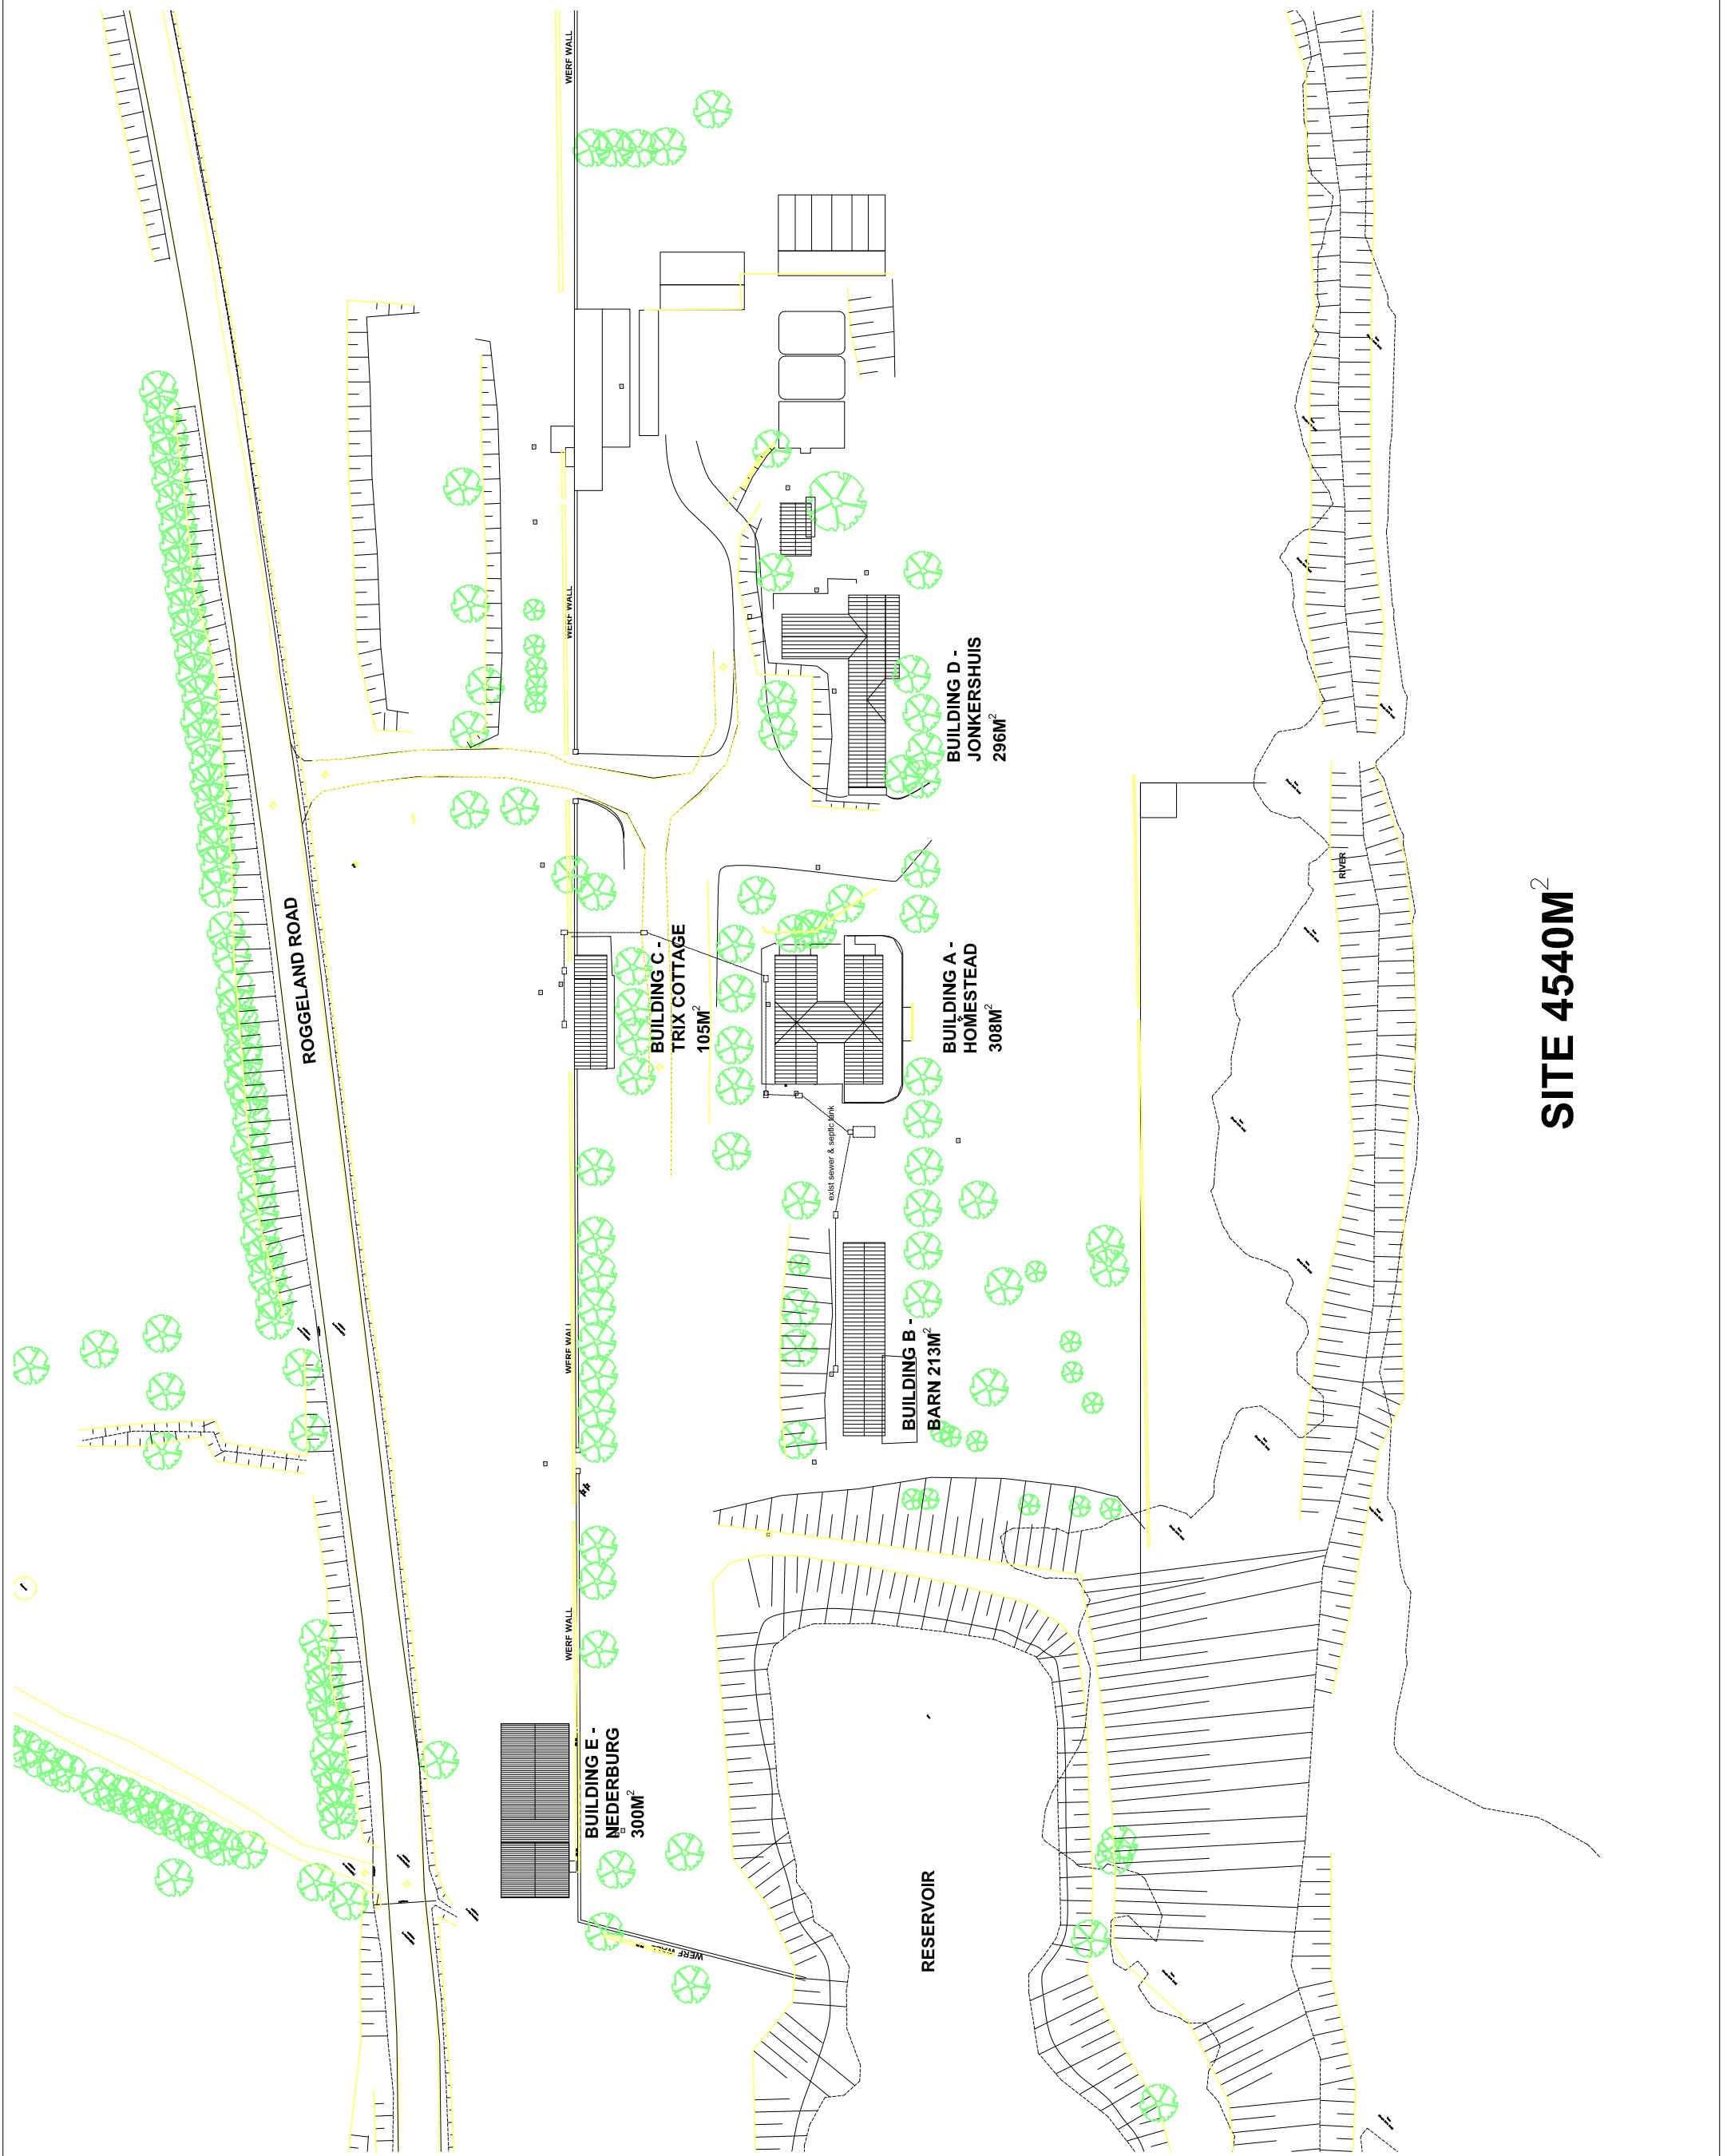 WERF WALL
WERF WALL
ROGGELAND ROAD
BUILDING C -
TRIX COTTAGE
105M²
BUILDING D -
JONKERSHUIS
296M²
BUILDING A -
HOMESTEAD
308M²
RIVER
SITE 4540M²
exist sewer & septic tank
WERF WALL
BUILDING B -
BARN 213M²
WERF WALL
BUILDING E -
NEDERBURG
300M²
WERF WALL
RESERVOIR